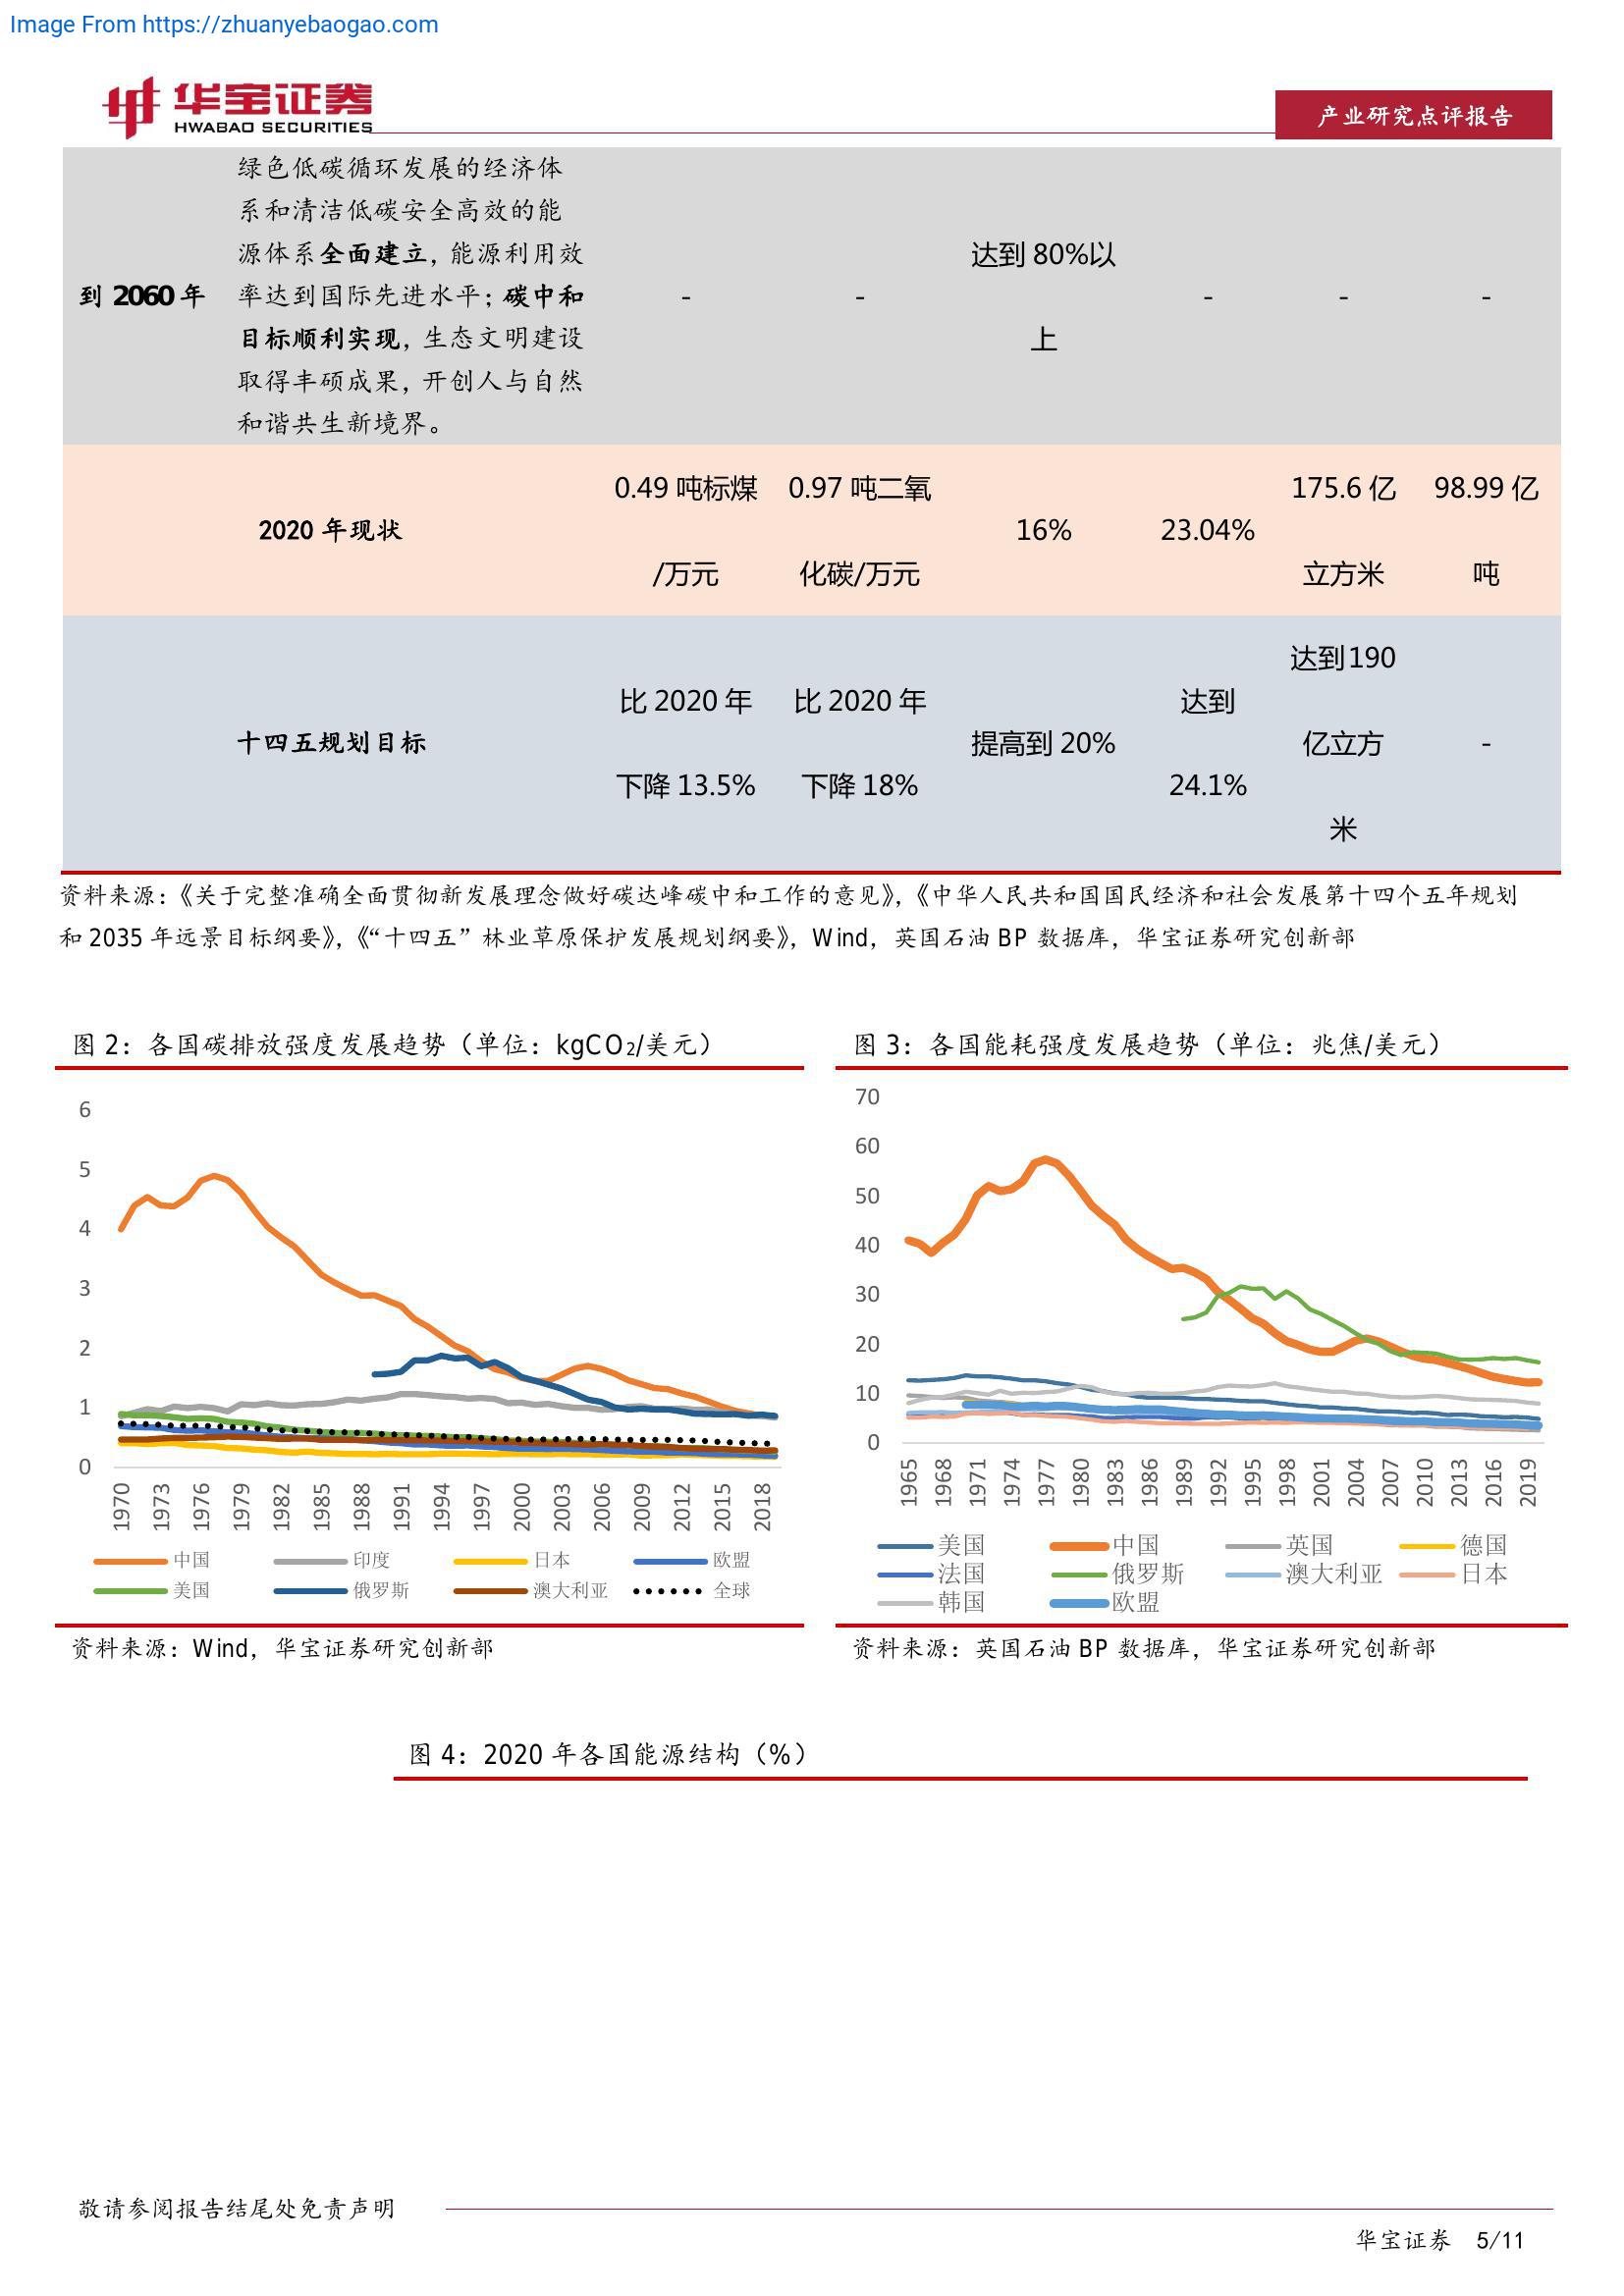 Image From https://zhuanyebaogao.com
华宝证券
HWABAO SECURITIES
产业研究点评报告
绿色低碳循环发展的经济体
系和清洁低碳安全高效的能
源体系全面建立，能源利用效
率达到国际先进水平；碳中和
目标顺利实现，生态文明建设
取得丰硕成果，开创人与自然
和谐共生新境界。
到 2060 年
-
-
达到 80%以
上
-
-
-
2020 年现状
0.49 吨标煤
/万元
0.97 吨二氧
化碳/万元
16%
23.04%
175.6 亿
立方米
98.99 亿
吨
十四五规划目标
比 2020 年
下降 13.5%
比 2020 年
下降 18%
提高到 20%
达到
24.1%
达到190
亿立方
米
-
资料来源：《关于完整准确全面贯彻新发展理念做好碳达峰碳中和工作的意见》，《中华人民共和国国民经济和社会发展第十四个五年规划
和 2035 年远景目标纲要》，《“十四五”林业草原保护发展规划纲要》，Wind，英国石油 BP 数据库，华宝证券研究创新部
图 2：各国碳排放强度发展趋势（单位：kgCO2/美元）
6
5
4
3
2
1
0
1970 1973 1976 1979 1982 1985 1988 1991 1994 1997 2000 2003 2006 2009 2012 2015 2018
中国 印度 日本 欧盟
美国 俄罗斯 澳大利亚 全球
资料来源：Wind，华宝证券研究创新部
图 3：各国能耗强度发展趋势（单位：兆焦/美元）
70
60
50
40
30
20
10
0
1965 1968 1971 1974 1977 1980 1983 1986 1989 1992 1995 1998 2001 2004 2007 2010 2013 2016 2019
美国 中国 英国 德国
法国 俄罗斯 澳大利亚 日本
韩国 欧盟
资料来源：英国石油 BP 数据库，华宝证券研究创新部
图 4：2020 年各国能源结构（%）
敬请参阅报告结尾处免责声明
华宝证券 5/11